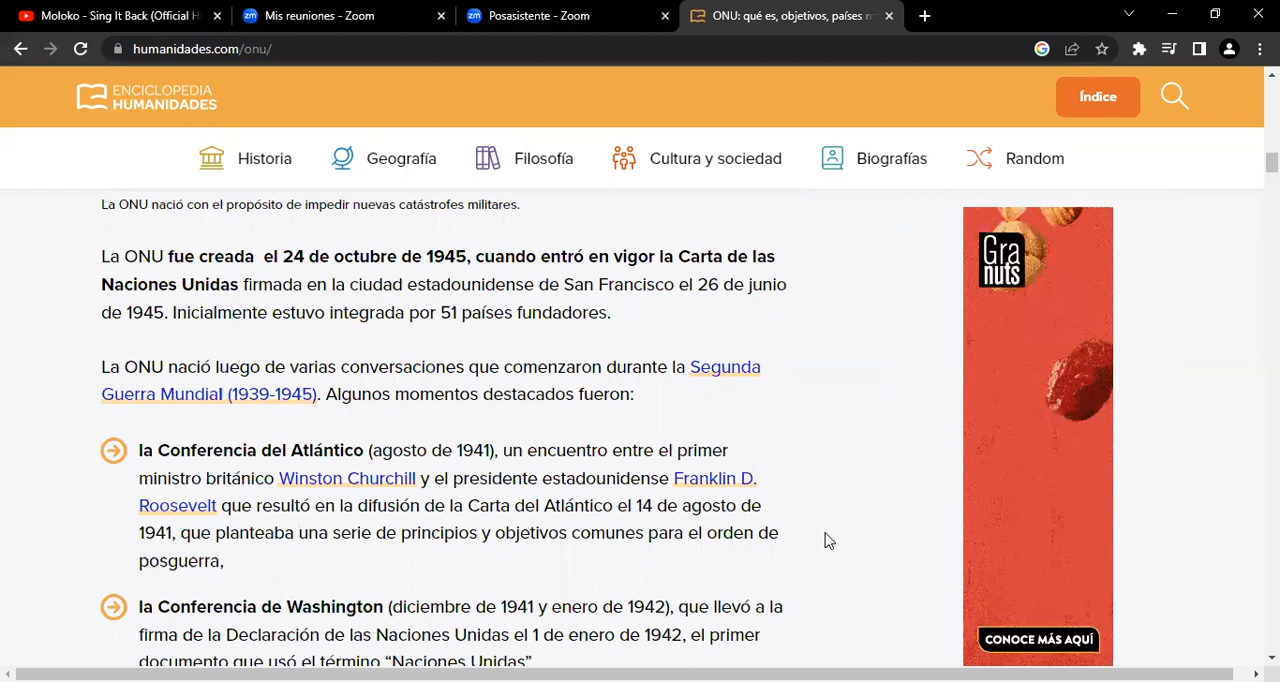 Moloko - Sing It Back (Official H
Mis reuniones - Zoom
Posasistente - Zoom
ONU: qué es, objetivos, países m
humanidades.com/onu/
ENCICLOPEDIA
HUMANIDADES
Índice
Historia
Geografía
Filosofía
Cultura y sociedad
Biografías
Random
La ONU nació con el propósito de impedir nuevas catástrofes militares.
La ONU fue creada el 24 de octubre de 1945, cuando entró en vigor la Carta de las
Naciones Unidas firmada en la ciudad estadounidense de San Francisco el 26 de junio
de 1945. Inicialmente estuvo integrada por 51 países fundadores.
La ONU nació luego de varias conversaciones que comenzaron durante la Segunda
Guerra Mundial (1939-1945). Algunos momentos destacados fueron:
la Conferencia del Atlántico (agosto de 1941), un encuentro entre el primer
ministro británico Winston Churchill y el presidente estadounidense Franklin D.
Roosevelt que resultó en la difusión de la Carta del Atlántico el 14 de agosto de
1941, que planteaba una serie de principios y objetivos comunes para el orden de
posguerra,
la Conferencia de Washington (diciembre de 1941 y enero de 1942), que llevó a la
firma de la Declaración de las Naciones Unidas el 1 de enero de 1942, el primer
documento que usó el término “Naciones Unidas”
Gra
nuts
CONOCE MÁS AQUÍ